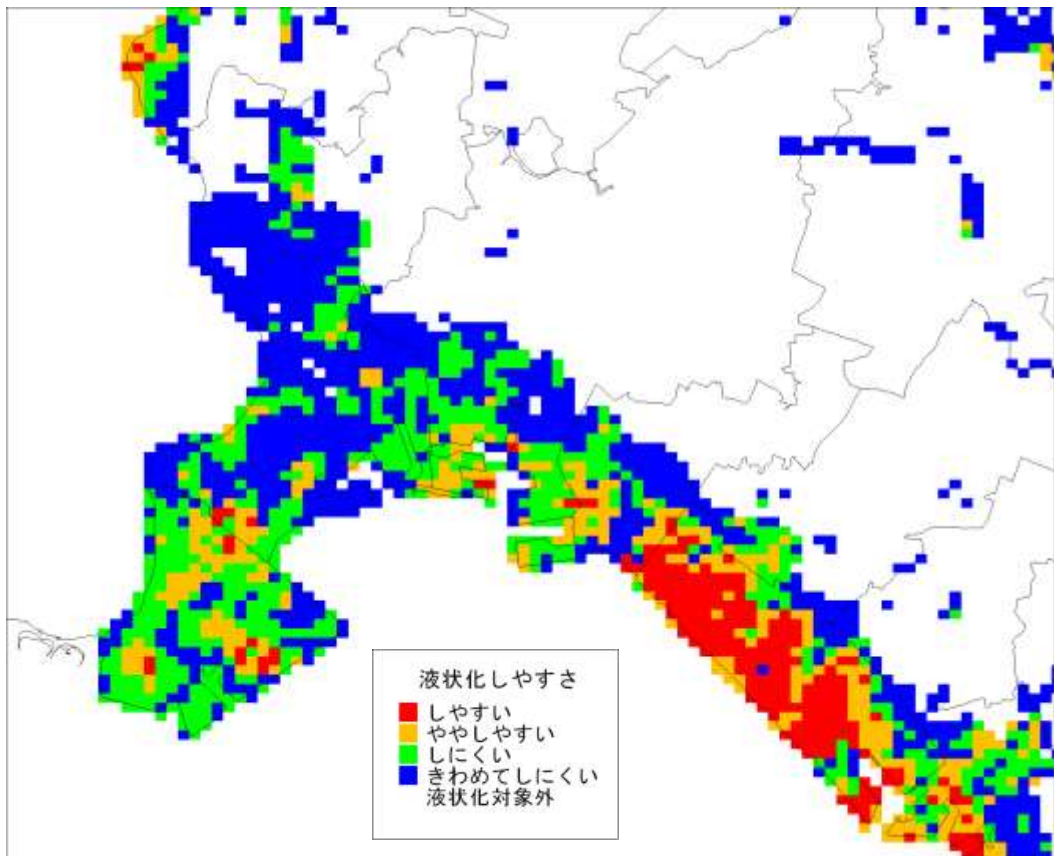 液状化しやすさ
しやすい
ややしやすい
しにくい
きわめてしにくい
液状化対象外